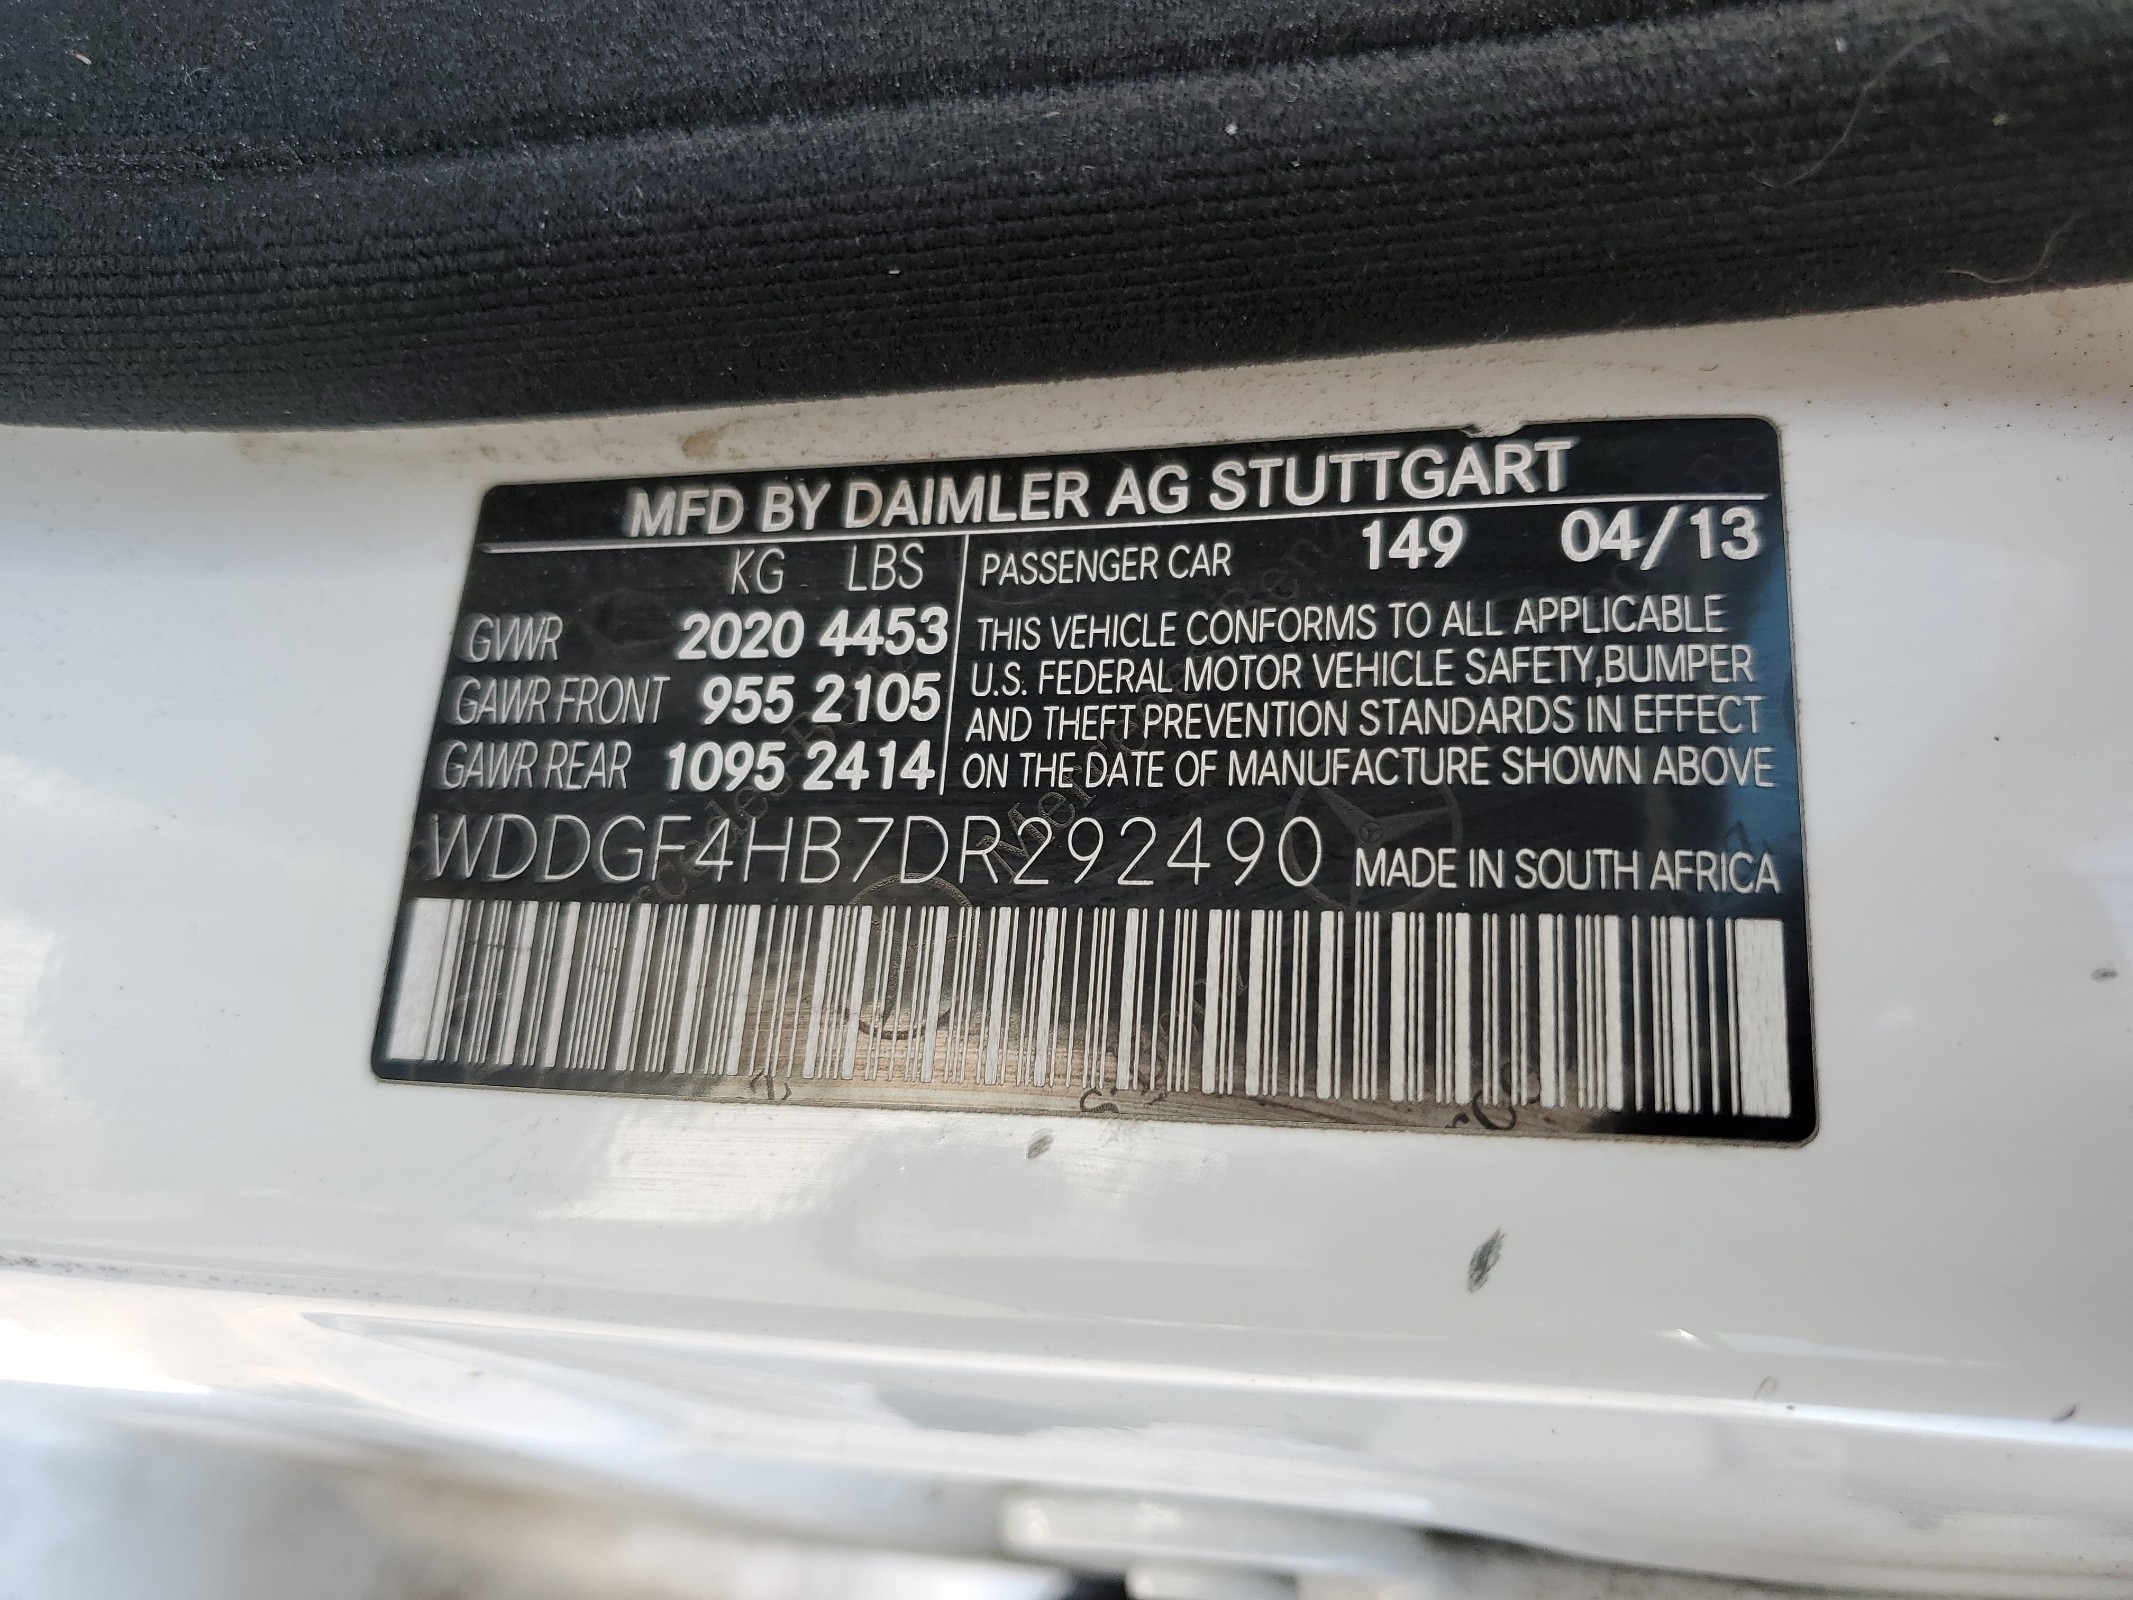 MFD BY DAIMLER AG STUTTGART
KG LBS
GVWR 2020 4453
GAWR FRONT 955 2105
GAWR REAR 1095 2414
PASSENGER CAR 149 04/13
THIS VEHICLE CONFORMS TO ALL APPLICABLE
U.S. FEDERAL MOTOR VEHICLE SAFETY,BUMPER
AND THEFT PREVENTION STANDARDS IN EFFECT
ON THE DATE OF MANUFACTURE SHOWN ABOVE
WDDGF4HB7DR292490 MADE IN SOUTH AFRICA